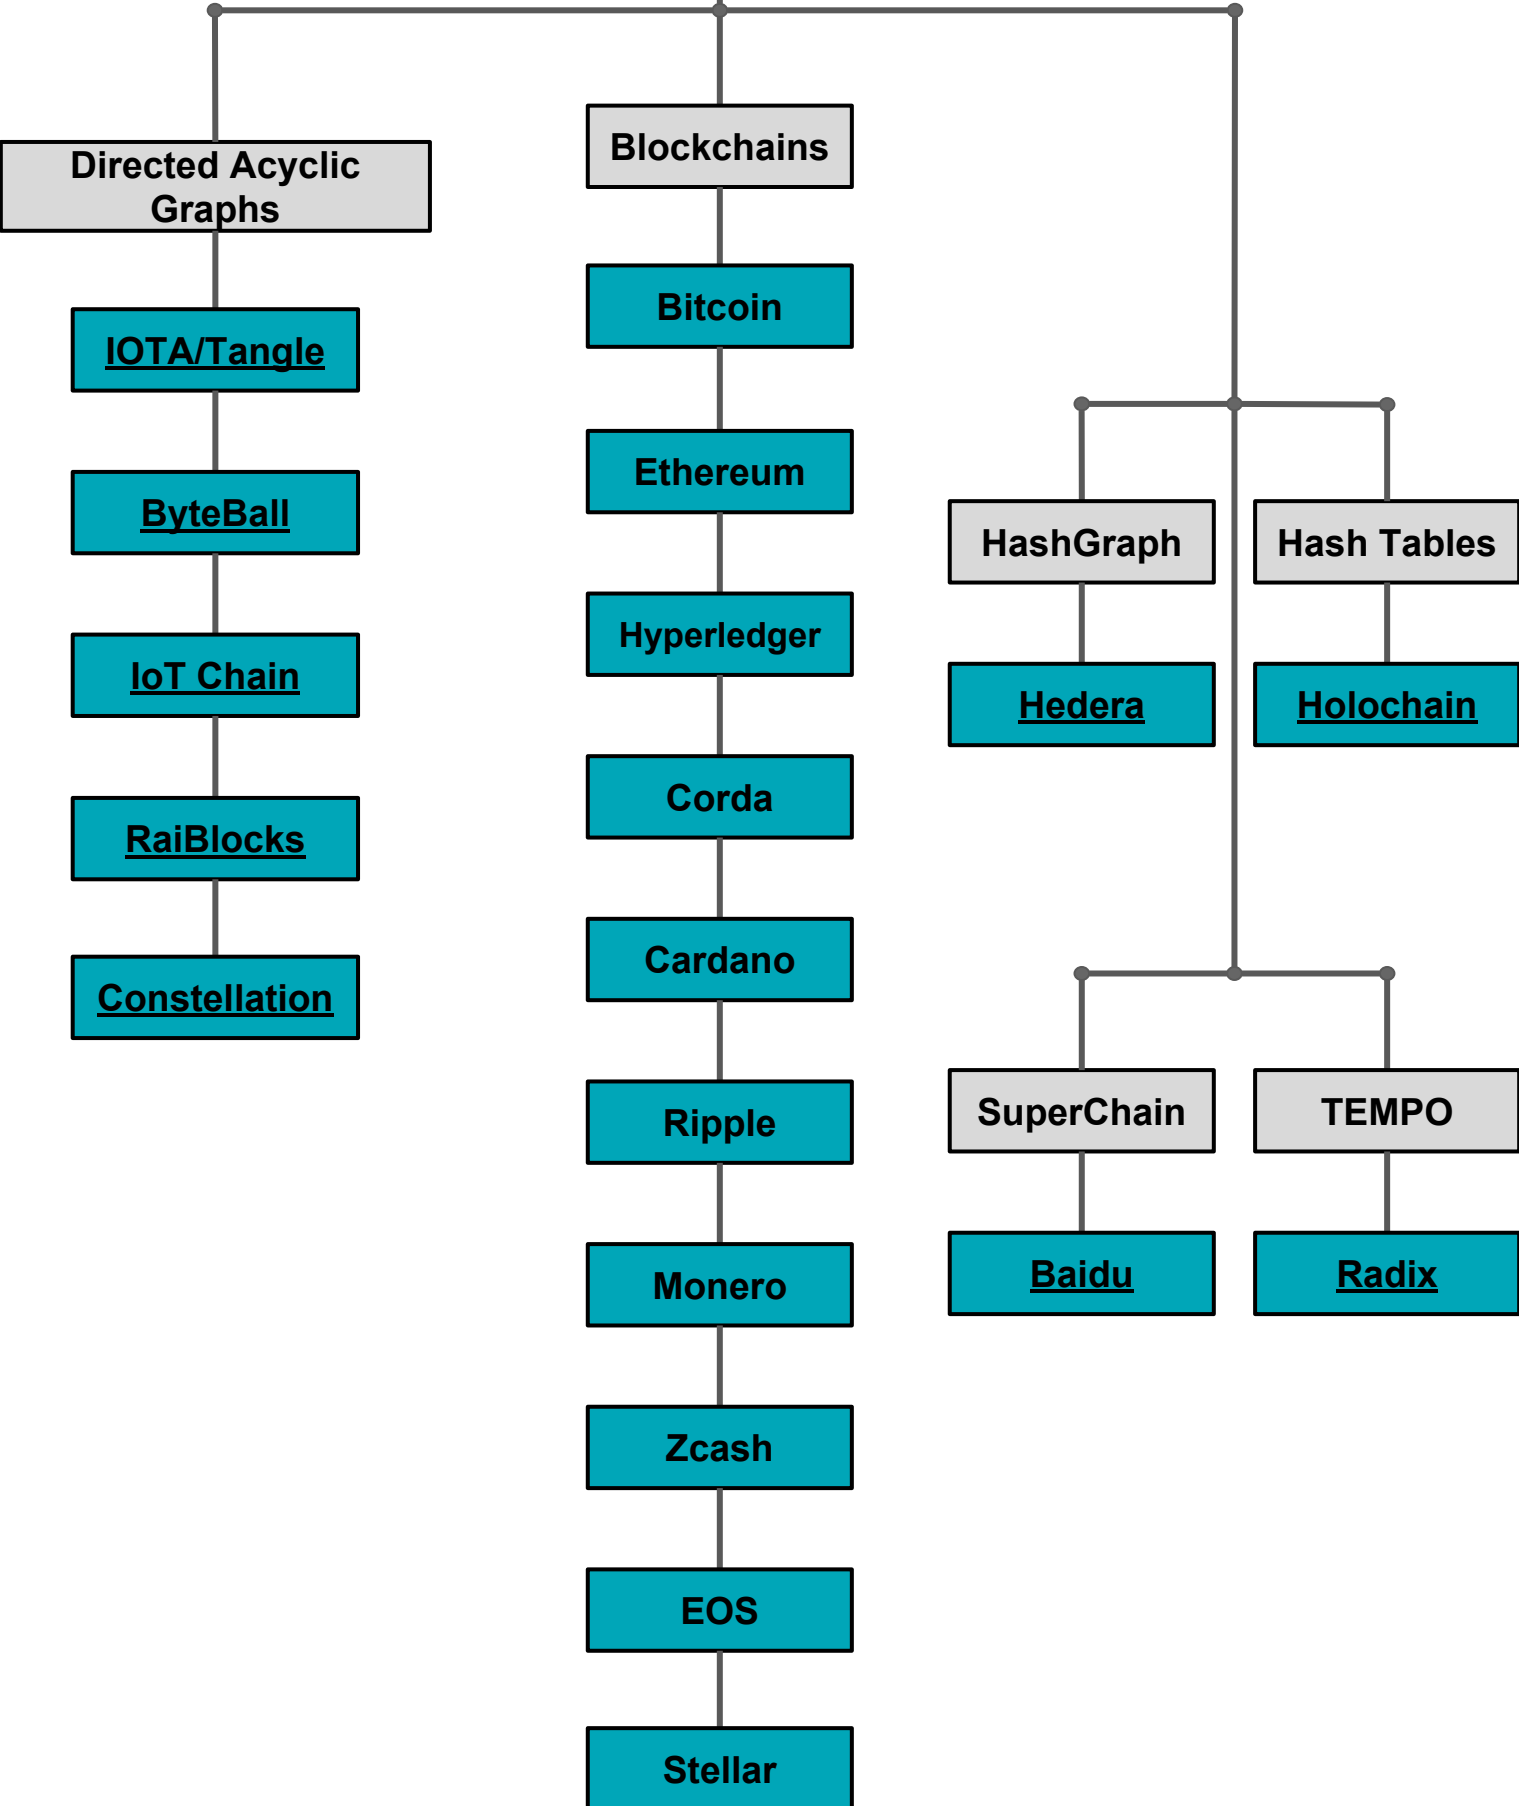 Directed Acyclic
Graphs
IOTA/Tangle
ByteBall
IoT Chain
RaiBlocks
Constellation
Blockchains
Bitcoin
Ethereum
Hyperledger
Corda
Cardano
Ripple
Monero
Zcash
EOS
Stellar
HashGraph
Hedera
Hash Tables
Holochain
SuperChain
Baidu
TEMPO
Radix